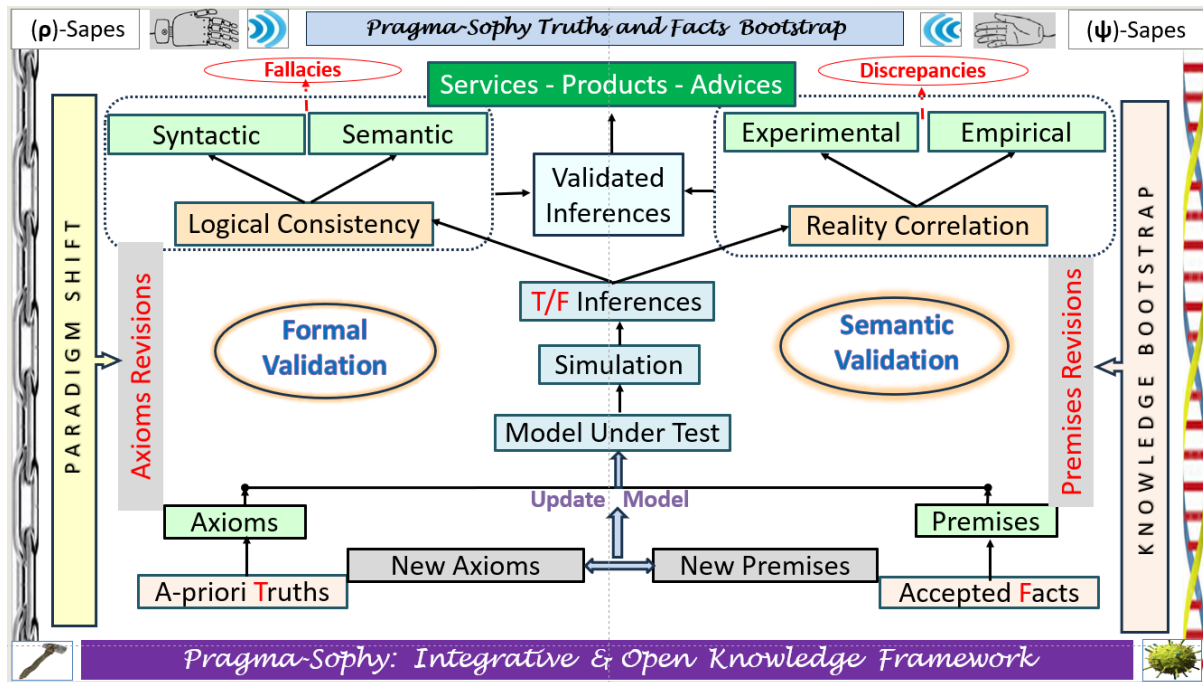 (ρ)-Sapes
Pragma-Sophy Truths and Facts Bootstrap
(ψ)-Sapes
Fallacies
Discrepancies
Services - Products - Advices
Syntactic
Semantic
Experimental
Empirical
Validated
Inferences
Logical Consistency
Reality Correlation
PARADIGM SHIFT
Axioms Revisions
T/F Inferences
Formal
Validation
Semantic
Validation
Premises Revisions
KNOWLEDGE BOOTSTRAP
Simulation
Model Under Test
Update Model
Axioms
Premises
New Axioms
New Premises
A-priori Truths
Accepted Facts
Pragma-Sophy: Integrative & Open Knowledge Framework